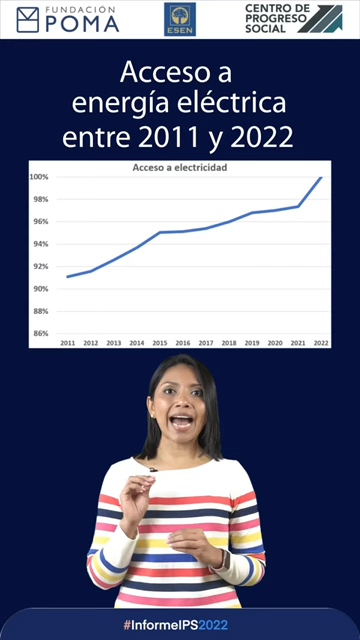 FUNDACIÓN
POMA
ESEN
CENTRO DE
PROGRESO
SOCIAL
Acceso a
energía eléctrica
entre 2011 y 2022
Acceso a electricidad
100%
98%
96%
94%
92%
90%
88%
86%
2011 2012 2013 2014 2015 2016 2017 2018 2019 2020 2021 2022
#InformeIPS2022